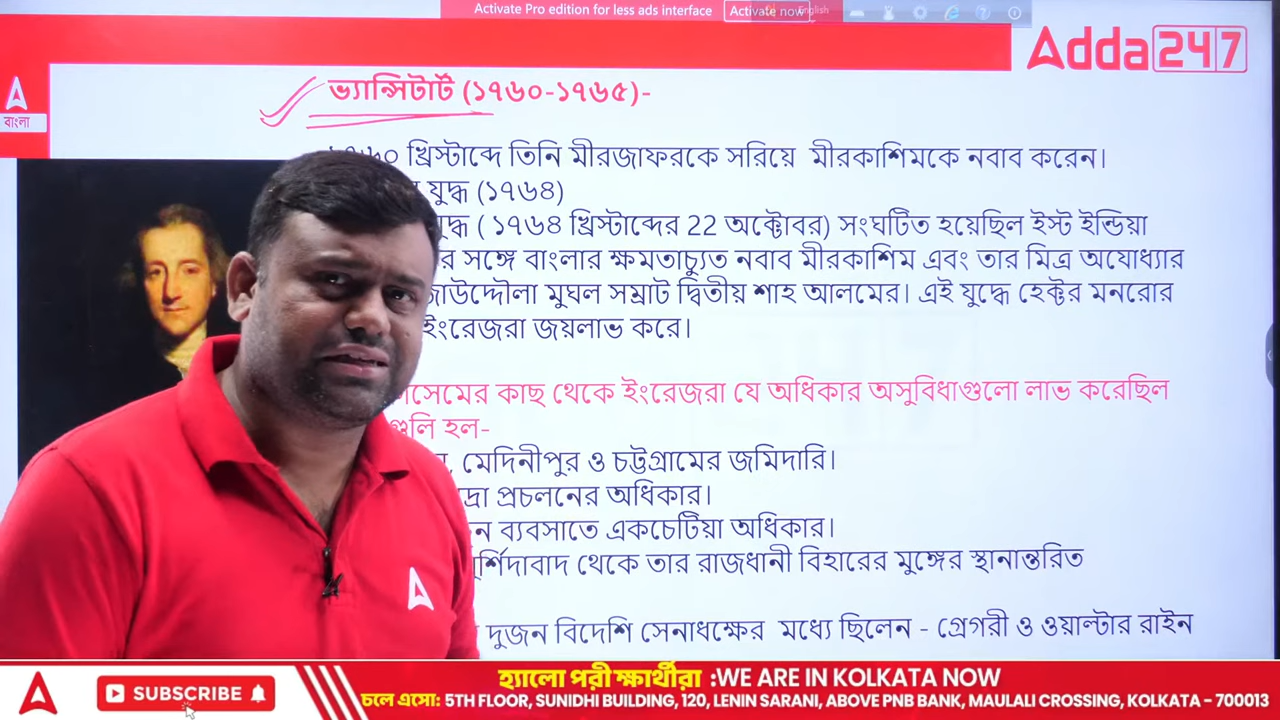 Activate Pro edition for less ads interface Activate now English
Adda 247
বাংলা
ভ্যান্সিটার্ট (১৭৬০-১৭৬৫)-
খ্রিস্টাব্দে তিনি মীরজাফরকে সরিয়ে মীরকাশিমকে নবাব করেন।
যুদ্ধ (১৭৬৪)
( ১৭৬৪ খ্রিস্টাব্দের 22 অক্টোবর) সংঘটিত হয়েছিল ইস্ট ইন্ডিয়া
সঙ্গে বাংলার ক্ষমতাচ্যুত নবাব মীরকাশিম এবং তার মিত্র অযোধ্যার
মুঘল সম্রাট দ্বিতীয় শাহ আলমের। এই যুদ্ধে হেক্টর মনরোর
ইংরেজরা জয়লাভ করে।
কাছ থেকে ইংরেজরা যে অধিকার অসুবিধাগুলো লাভ করেছিল
হল-
মেদিনীপুর ও চট্টগ্রামের জমিদারি।
প্রচলনের অধিকার।
ব্যবসাতে একচেটিয়া অধিকার।
থেকে তার রাজধানী বিহারের মুঙ্গের স্থানান্তরিত
দুজন বিদেশি সেনাধক্ষের মধ্যে ছিলেন - গ্রেগরী ও ওয়াল্টার রাইন
হ্যালো পরীক্ষার্থীরা :WE ARE IN KOLKATA NOW
SUBSCRIBE
চলে এসো: 5TH FLOOR, SUNIDHI BUILDING, 120, LENIN SARANI, ABOVE PNB BANK, MAULALI CROSSING, KOLKATA - 700013